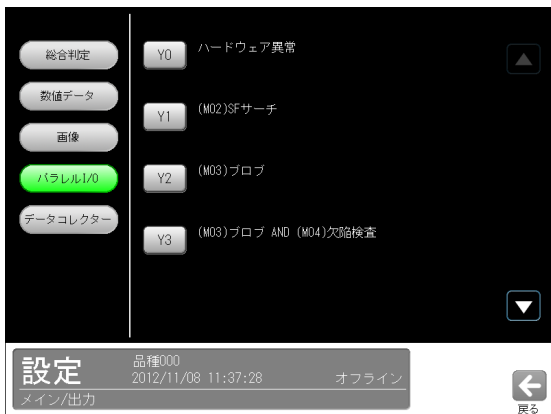 総合判定
数値データ
画像
パラレルI/O
データコレクター
Y0 ハードウェア異常
Y1 (M02)SFサーチ
Y2 (M03)ブロブ
Y3 (M03)ブロブ AND (M04)欠陥検査
設定
メイン/出力
品種000
2012/11/08 11:37:28 オフライン
戻る